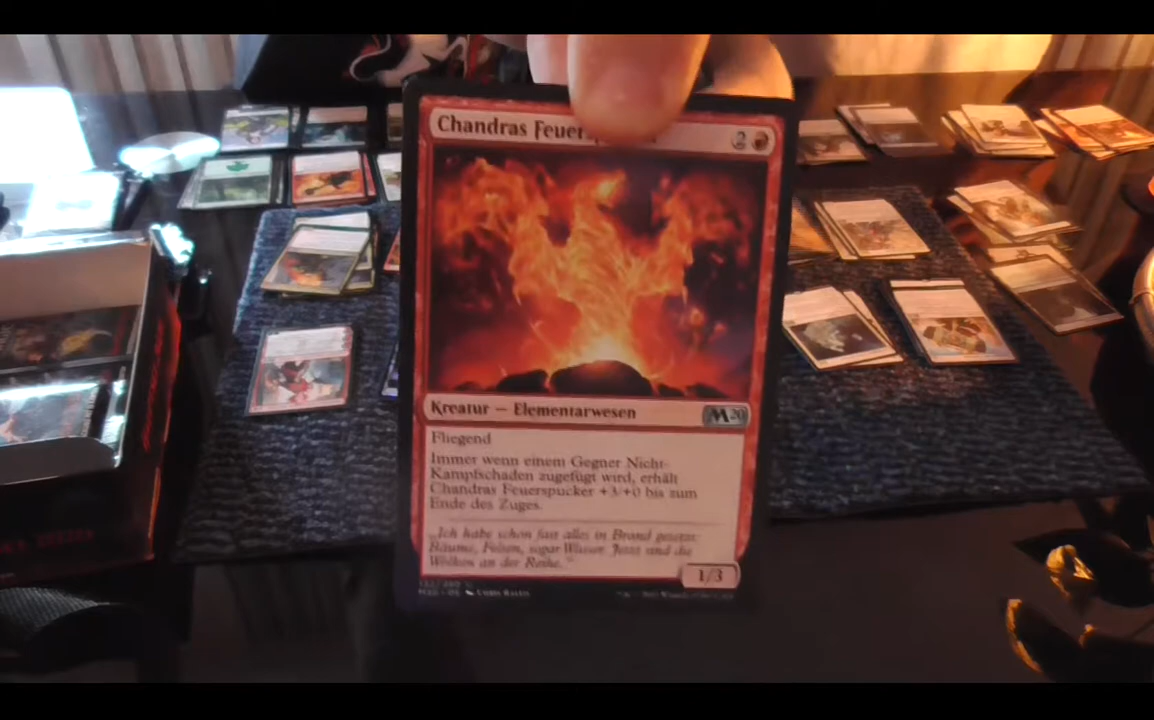 Chandras Feuer
2
Kreatur — Elementarwesen
M20
Fliegend
Immer wenn einem Gegner Nicht-
Kampfschaden zugefügt wird, erhält
Chandras Feuerspucker +3/+0 bis zum
Ende des Zuges.
„Ich habe schon fast alles in Brand gesetzt:
Bäume, Felsen, sogar Wasser. Jetzt sind die
Wolken an der Reihe."
1/3